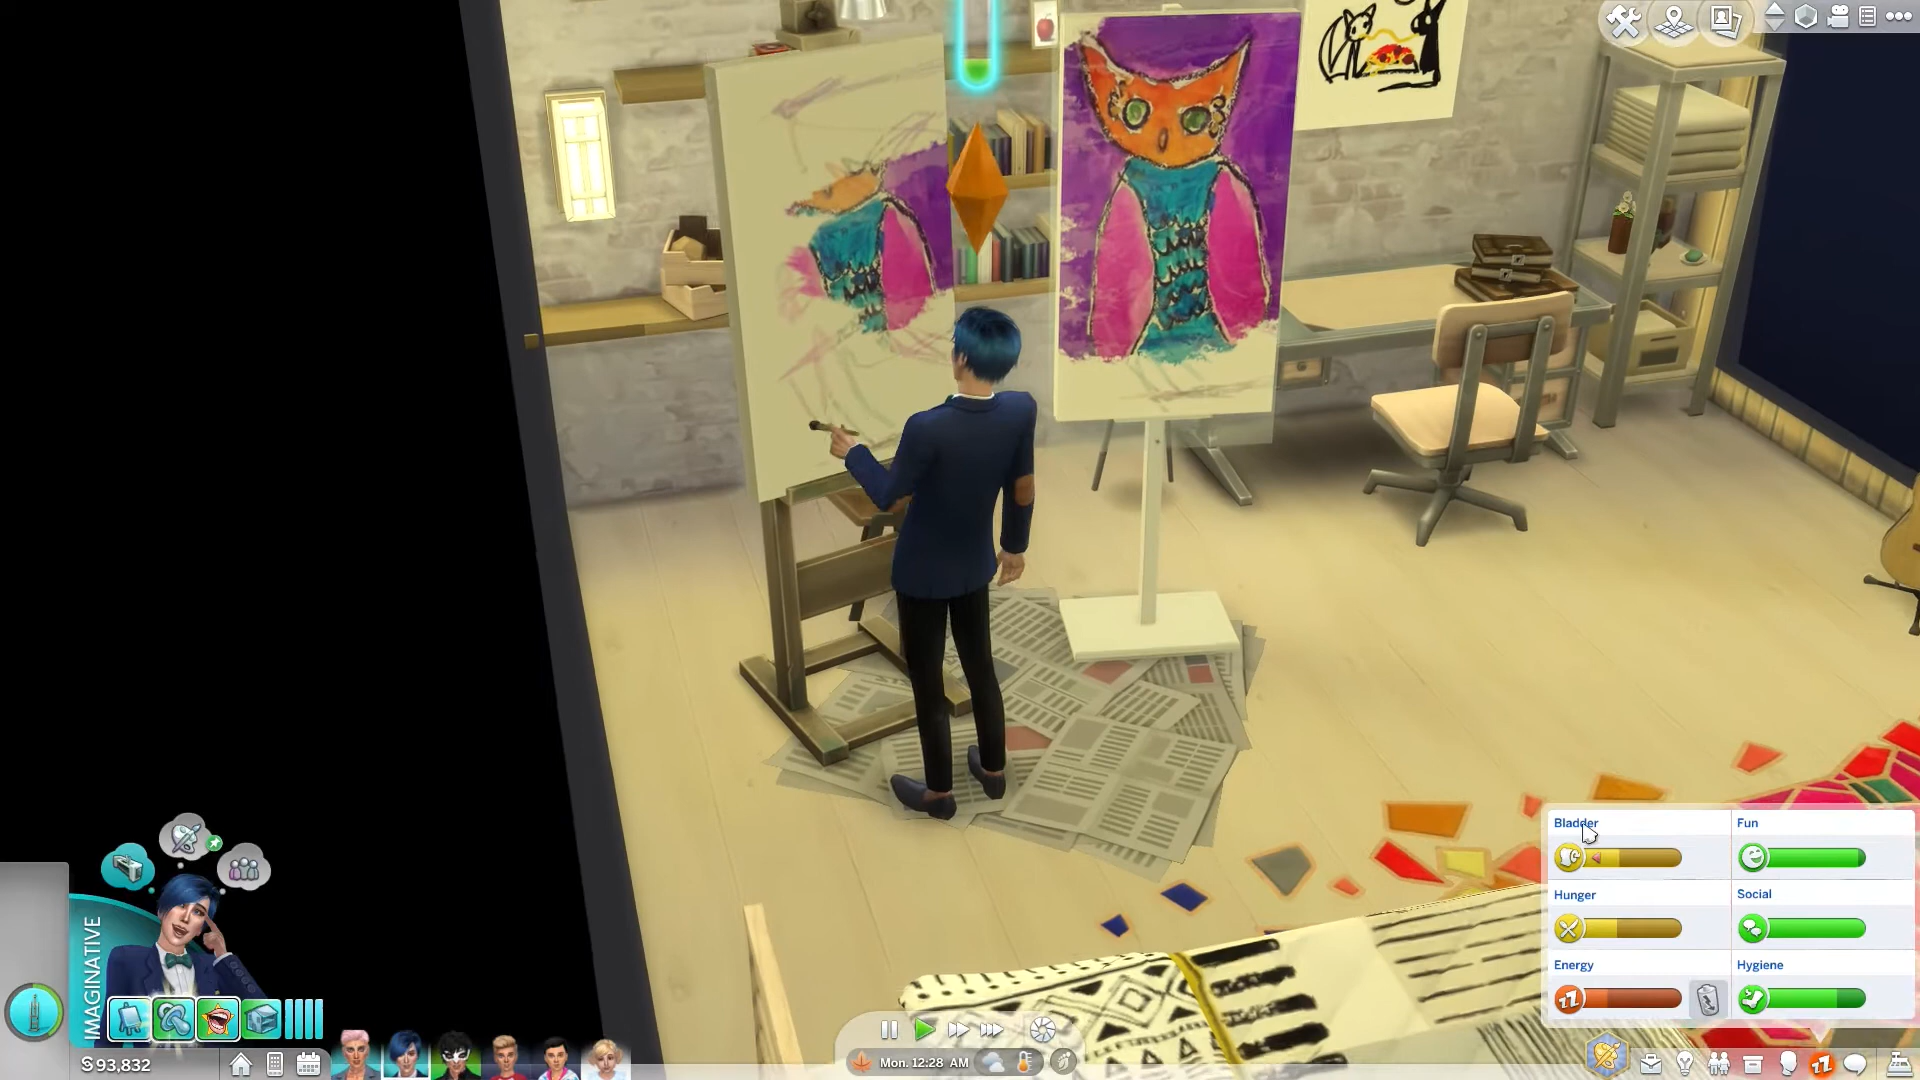 Bladder
Fun
Hunger
Social
Energy
Hygiene
IMAGINATIVE
§93,832
Mon. 12:28 AM